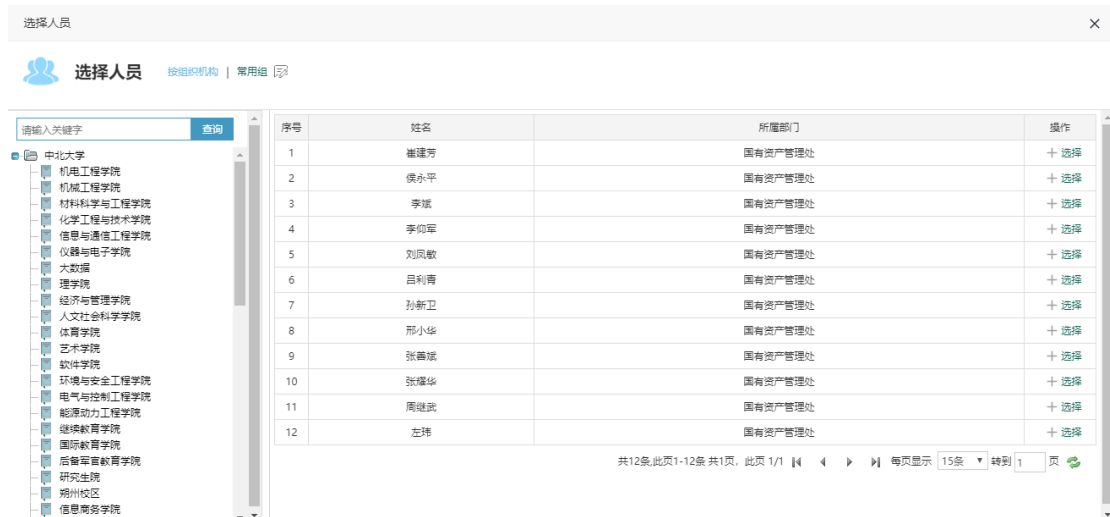 选择人员
选择人员 按组织机构 | 常用组
请输入关键字 查询
中北大学
机电工程学院
机械工程学院
材料科学与工程学院
化学工程与技术学院
信息与通信工程学院
仪器与电子学院
大数据
理学院
经济与管理学院
人文社会科学学院
体育学院
艺术学院
软件学院
环境与安全工程学院
电气与控制工程学院
能源动力工程学院
继续教育学院
国际教育学院
后备军官教育学院
研究生院
朔州校区
信息商务学院
序号 姓名 所属部门 操作
1 崔建芳 国有资产管理处 选择
2 侯永平 国有资产管理处 选择
3 李斌 国有资产管理处 选择
4 李仰军 国有资产管理处 选择
5 刘凤敏 国有资产管理处 选择
6 吕利青 国有资产管理处 选择
7 孙新卫 国有资产管理处 选择
8 邢小华 国有资产管理处 选择
9 张善斌 国有资产管理处 选择
10 张耀华 国有资产管理处 选择
11 周继武 国有资产管理处 选择
12 左玮 国有资产管理处 选择
共12条,此页1-12条 共1页, 此页 1/1 每页显示 15条 转到 1 页